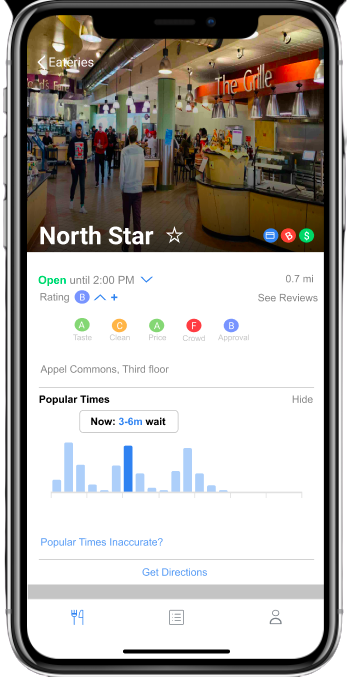 Eateries
The Grille
North Star
B $
Open until 2:00 PM
0.7 mi
Rating B +
See Reviews
A C A F B
Taste Clean Price Crowd Approval
Appel Commons, Third floor
Popular Times
Hide
Now: 3-6m wait
Popular Times Inaccurate?
Get Directions